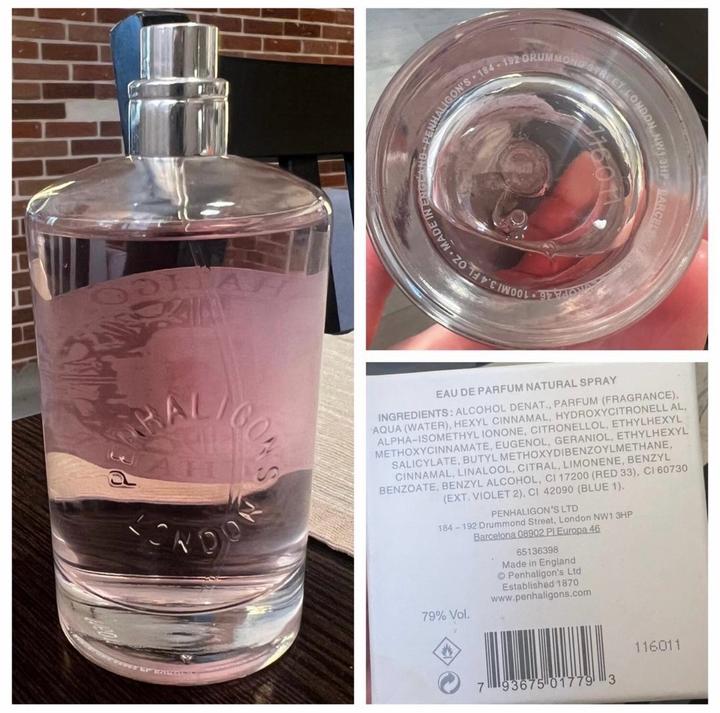 PENHALIGON'S
LONDON
PENHALIGON'S • 184 - 192 DRUMMOND STREET LONDON, NW1 3HP
EUROPA 46 • 100Ml 3.4 FL OZ • MADE IN ENGLAND •
116011
EAU DE PARFUM NATURAL SPRAY
INGREDIENTS: ALCOHOL DENAT., PARFUM (FRAGRANCE),
AQUA (WATER), HEXYL CINNAMAL, HYDROXYCITRONELL AL,
ALPHA-ISOMETHYL IONONE, CITRONELLOL, ETHYLHEXYL
METHOXYCINNAMATE, EUGENOL, GERANIOL, ETHYLHEXYL
SALICYLATE, BUTYL METHOXYDIBENZOYLMETHANE,
CINNAMAL, LINALOOL, CITRAL, LIMONENE, BENZYL
BENZOATE, BENZYL ALCOHOL, CI 17200 (RED 33), CI 60730
(EXT. VIOLET 2), CI 42090 (BLUE 1).
PENHALIGON'S LTD
184 - 192 Drummond Street, London NW1 3HP
Barcelona 08902 Pl Europa 46
65136398
Made in England
© Penhaligon's Ltd
Established 1870
www.penhaligons.com
79% Vol.
116011
7 93675 01779 3